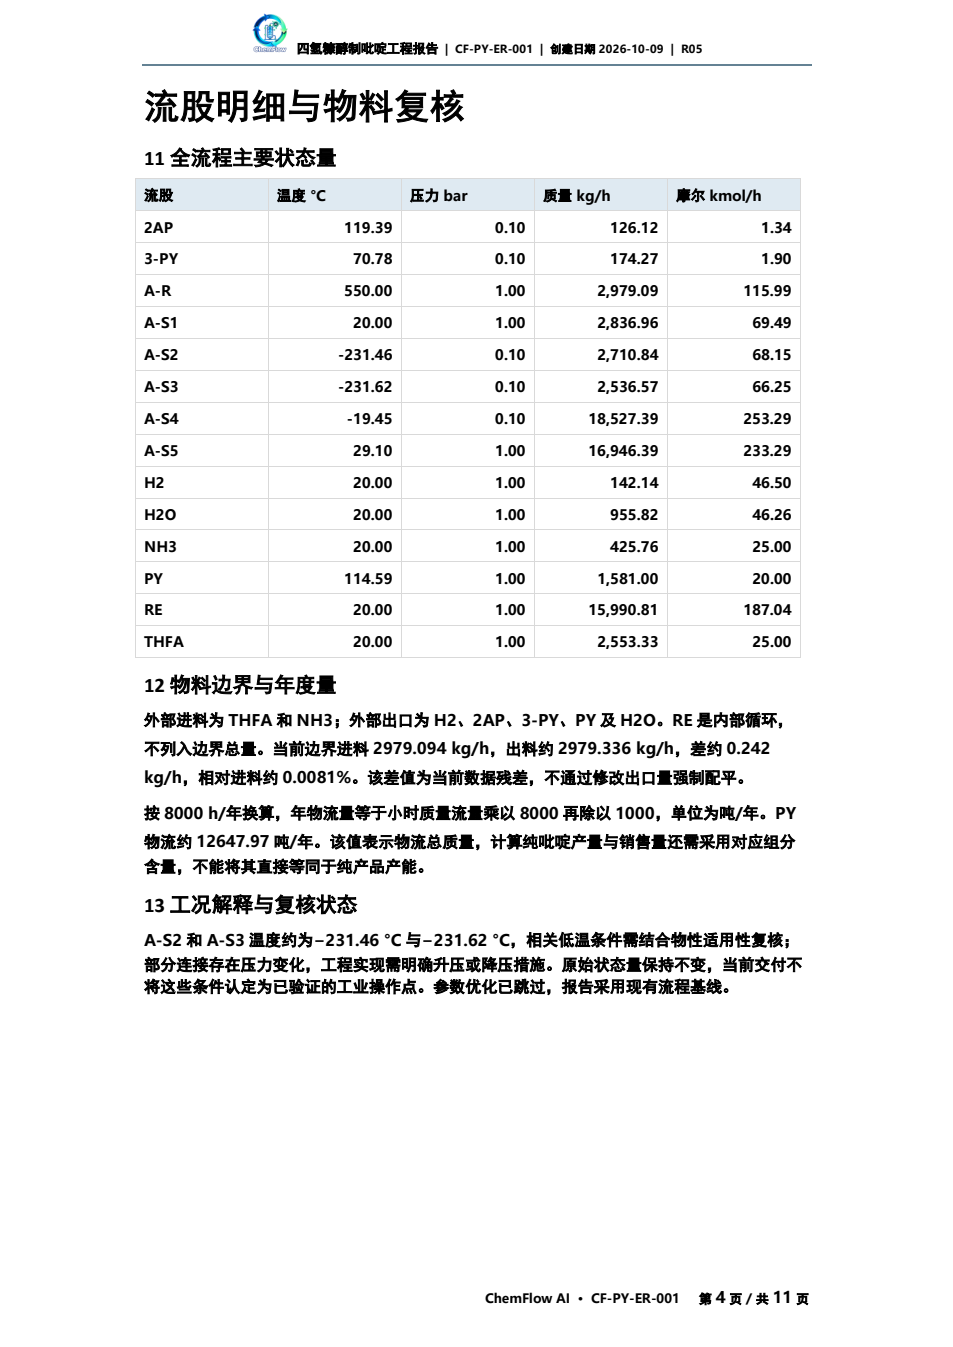 ChemFlow
四氢糠醇制吡啶工程报告 | CF-PY-ER-001 | 创建日期 2026-10-09 | R05
流股明细与物料复核
11 全流程主要状态量
流股 温度 °C 压力 bar 质量 kg/h 摩尔 kmol/h
2AP 119.39 0.10 126.12 1.34
3-PY 70.78 0.10 174.27 1.90
A-R 550.00 1.00 2,979.09 115.99
A-S1 20.00 1.00 2,836.96 69.49
A-S2 -231.46 0.10 2,710.84 68.15
A-S3 -231.62 0.10 2,536.57 66.25
A-S4 -19.45 0.10 18,527.39 253.29
A-S5 29.10 1.00 16,946.39 233.29
H2 20.00 1.00 142.14 46.50
H2O 20.00 1.00 955.82 46.26
NH3 20.00 1.00 425.76 25.00
PY 114.59 1.00 1,581.00 20.00
RE 20.00 1.00 15,990.81 187.04
THFA 20.00 1.00 2,553.33 25.00
12 物料边界与年度量
外部进料为 THFA 和 NH3；外部出口为 H2、2AP、3-PY、PY 及 H2O。RE 是内部循环，
不列入边界总量。当前边界进料 2979.094 kg/h，出料约 2979.336 kg/h，差约 0.242
kg/h，相对进料约 0.0081%。该差值为当前数据残差，不通过修改出口量强制配平。
按 8000 h/年换算，年物流量等于小时质量流量乘以 8000 再除以 1000，单位为吨/年。PY
物流约 12647.97 吨/年。该值表示物流总质量，计算纯吡啶产量与销售量还需采用对应组分
含量，不能将其直接等同于纯产品产能。
13 工况解释与复核状态
A-S2 和 A-S3 温度约为−231.46 °C 与−231.62 °C，相关低温条件需结合物性适用性复核；
部分连接存在压力变化，工程实现需明确升压或降压措施。原始状态量保持不变，当前交付不
将这些条件认定为已验证的工业操作点。参数优化已跳过，报告采用现有流程基线。
ChemFlow AI • CF-PY-ER-001 第 4 页 / 共 11 页